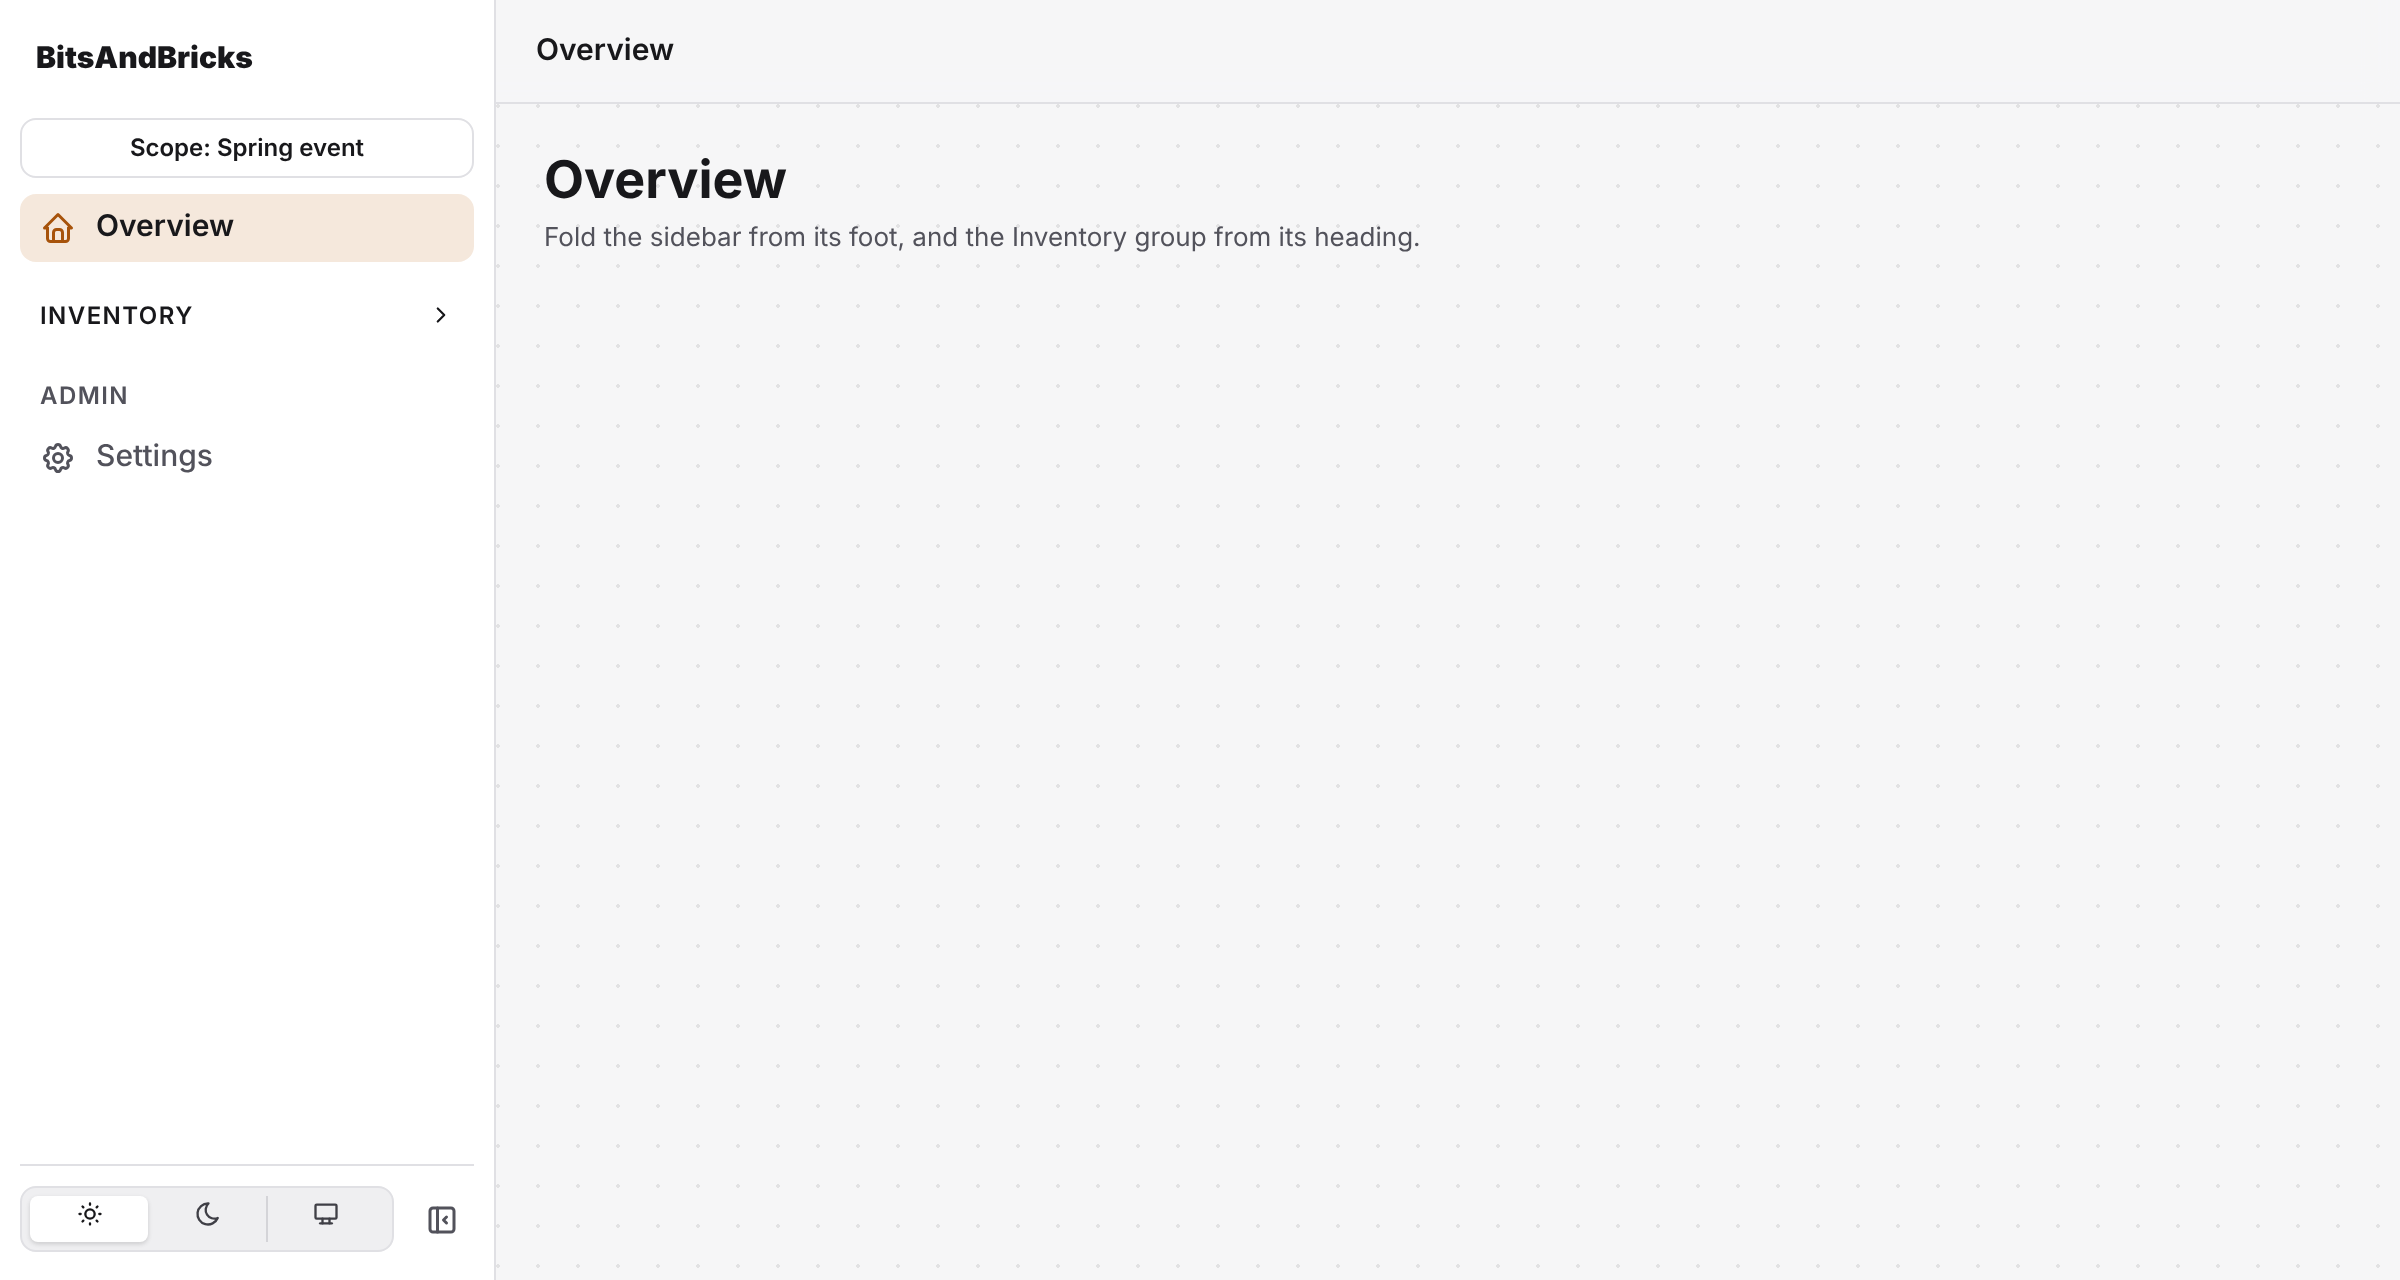 BitsAndBricks
Scope: Spring event
Overview
INVENTORY
ADMIN
Settings
Overview
Overview
Fold the sidebar from its foot, and the Inventory group from its heading.